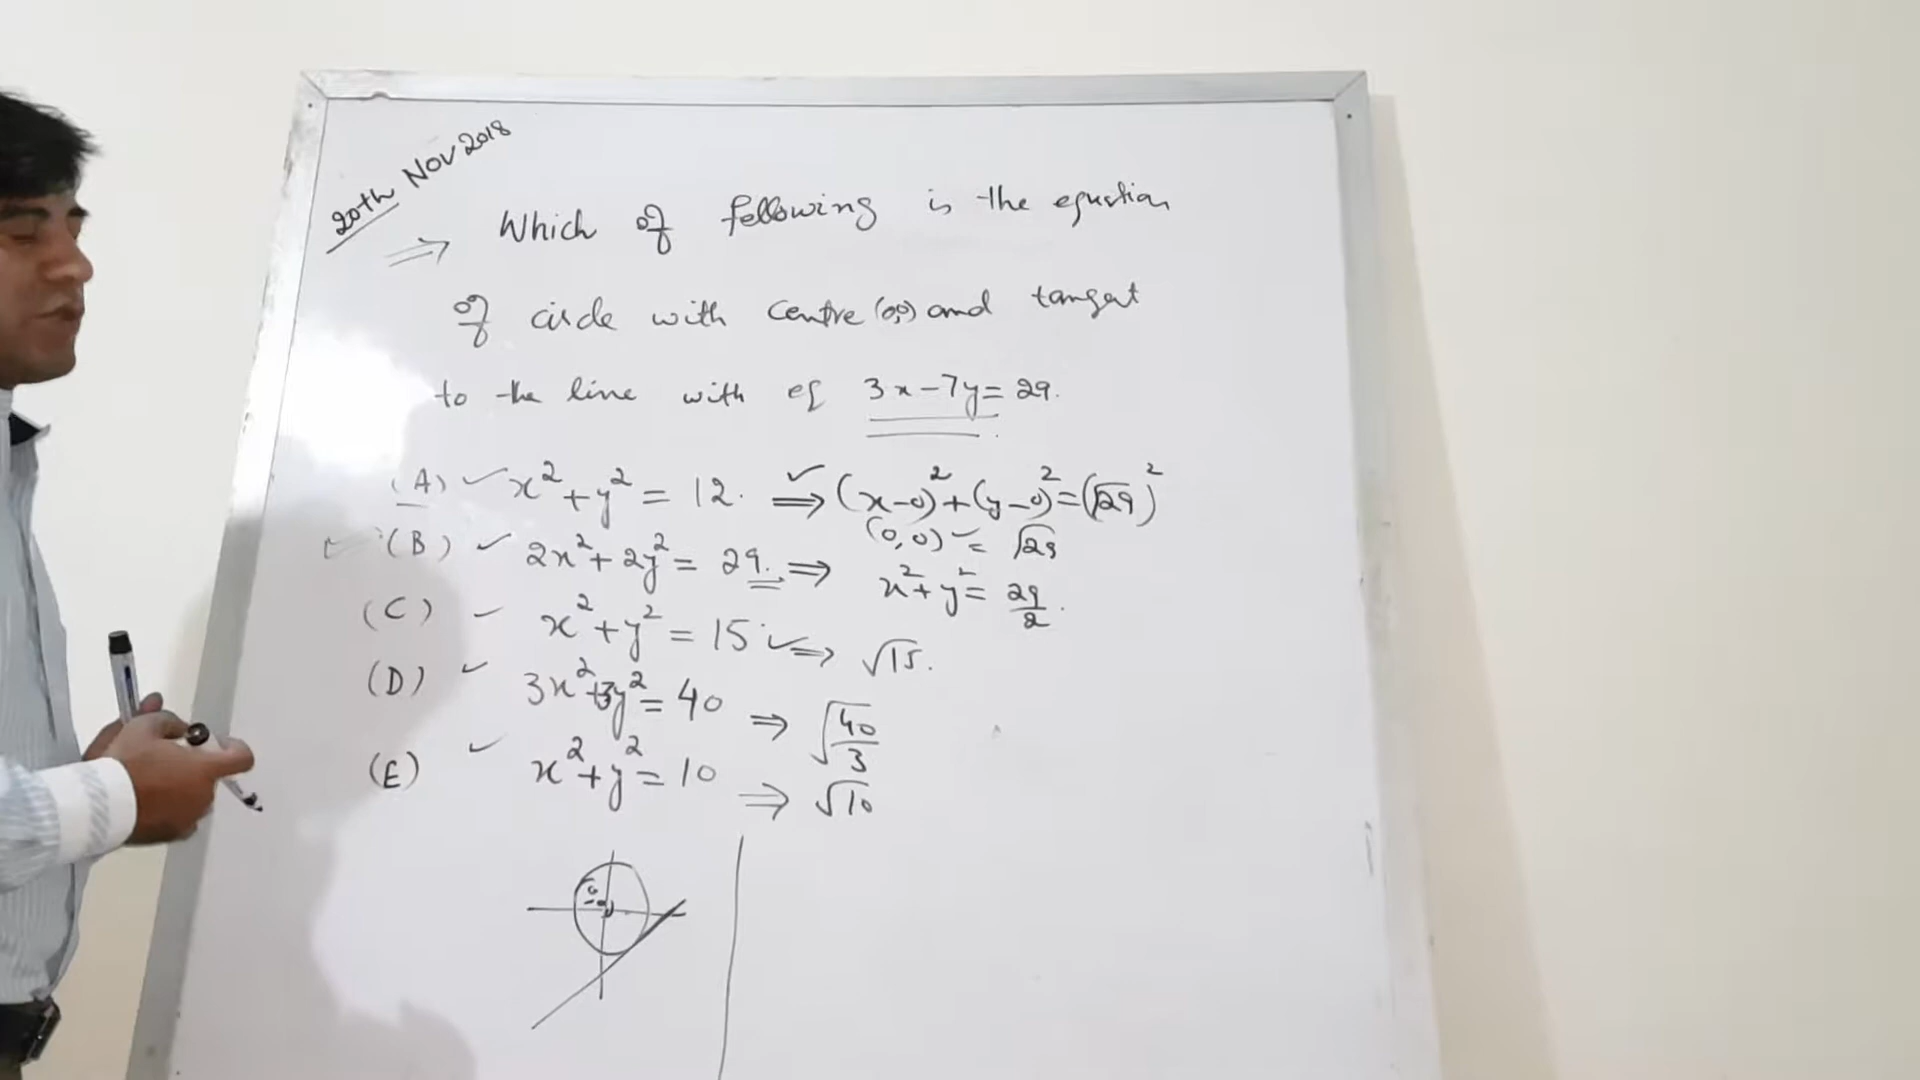 20th Nov 2018
⇒ Which of following is the equation
of circle with centre (0,0) and tangent
to the line with eq 3x-7y= 29.
(A) ✓ x²+y² = 12. ⇒ (x-0)²+(y-0)²=(√29)²
(0,0) = √29
(B) ✓ 2x²+2y² = 29. ⇒ x²+y² = 29/2.
(C) ✓ x²+y² = 15 ✓⇒ √15.
(D) ✓ 3x²+3y² = 40 ⇒ √40/3
(E) ✓ x²+y² = 10 ⇒ √10